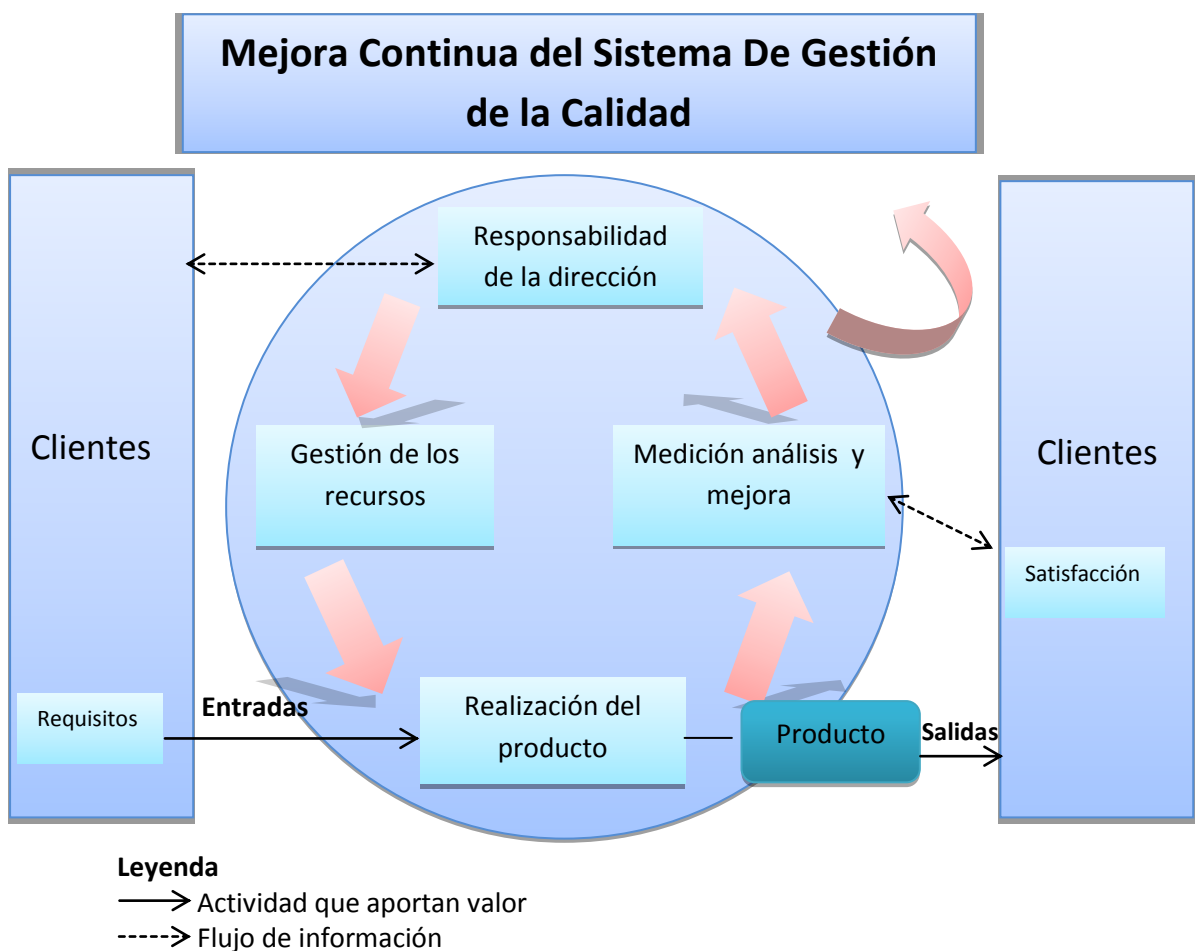 Mejora Continua del Sistema De Gestión
de la Calidad
Clientes
Responsabilidad
de la dirección
Gestión de los
recursos
Medición análisis y
mejora
Clientes
Satisfacción
Requisitos
Entradas
Realización del
producto
Producto
Salidas
Leyenda
Actividad que aportan valor
Flujo de información